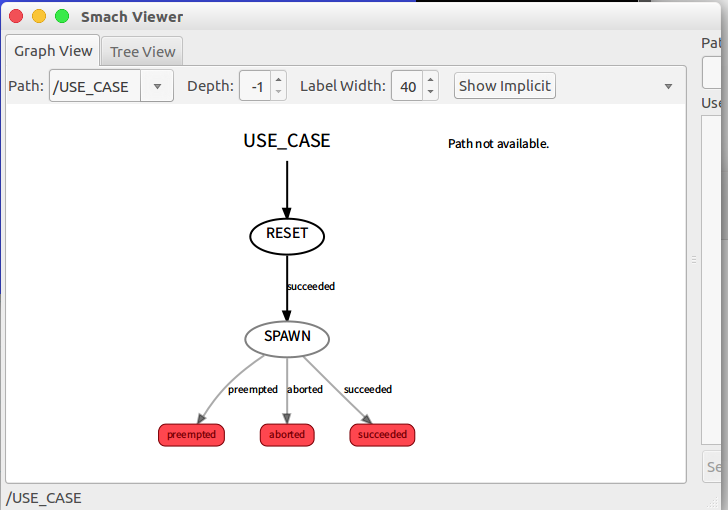 Smach Viewer
Graph View Tree View
Path: /USE_CASE Depth: -1 Label Width: 40 Show Implicit
USE_CASE
Path not available.
RESET
succeeded
SPAWN
preempted aborted succeeded
preempted aborted succeeded
/USE_CASE
Pat
Use
Se